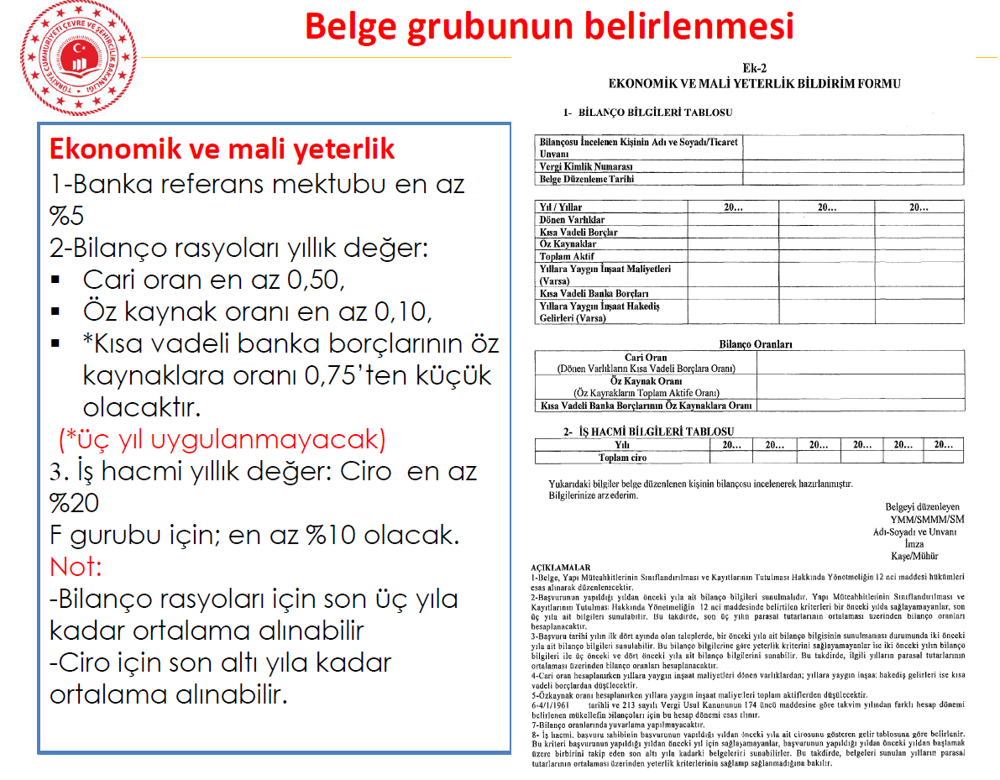 Belge grubunun belirlenmesi
TÜRKİYE CUMHURİYETİ ÇEVRE VE ŞEHİRCİLİK BAKANLIĞI
Ekonomik ve mali yeterlik
1-Banka referans mektubu en az
%5
2-Bilanço rasyoları yıllık değer:
▪ Cari oran en az 0,50,
▪ Öz kaynak oranı en az 0,10,
▪ *Kısa vadeli banka borçlarının öz
kaynaklara oranı 0,75’ten küçük
olacaktır.
(*üç yıl uygulanmayacak)
3. İş hacmi yıllık değer: Ciro en az
%20
F gurubu için; en az %10 olacak.
Not:
-Bilanço rasyoları için son üç yıla
kadar ortalama alınabilir
-Ciro için son altı yıla kadar
ortalama alınabilir.
Ek-2
EKONOMİK VE MALİ YETERLİK BİLDİRİM FORMU
1- BİLANÇO BİLGİLERİ TABLOSU
Bilançosu İncelenen Kişinin Adı ve Soyadı/Ticaret
Unvanı
Vergi Kimlik Numarası
Belge Düzenleme Tarihi
Yıl / Yıllar 20... 20... 20...
Dönen Varlıklar
Kısa Vadeli Borçlar
Öz Kaynaklar
Toplam Aktif
Yıllara Yaygın İnşaat Maliyetleri
(Varsa)
Kısa Vadeli Banka Borçları
Yıllara Yaygın İnşaat Hakediş
Gelirleri (Varsa)
Bilanço Oranları
Cari Oran
(Dönen Varlıkların Kısa Vadeli Borçlara Oranı)
Öz Kaynak Oranı
(Öz Kaynakların Toplam Aktife Oranı)
Kısa Vadeli Banka Borçlarının Öz Kaynaklara Oranı
2- İŞ HACMİ BİLGİLERİ TABLOSU
Yılı 20... 20... 20... 20... 20... 20...
Toplam ciro
Yukarıdaki bilgiler belge düzenlenen kişinin bilançosu incelenerek hazırlanmıştır.
Bilgilerinize arz ederim.
Belgeyi düzenleyen
YMM/SMMM/SM
Adı-Soyadı ve Unvanı
İmza
Kaşe/Mühür
AÇIKLAMALAR
1-Belge, Yapı Müteahhitlerinin Sınıflandırılması ve Kayıtlarının Tutulması Hakkında Yönetmeliğin 12 nci maddesi hükümleri
esas alınarak düzenlenecektir.
2-Başvurunun yapıldığı yıldan önceki yıla ait bilanço bilgileri sunulmalıdır. Yapı Müteahhitlerinin Sınıflandırılması ve
Kayıtlarının Tutulması Hakkında Yönetmeliğin 12 nci maddesinde belirtilen kriterleri bir önceki yılda sağlayamayanlar, son
üç yıla ait bilgileri sunulabilir. Bu takdirde, son üç yılın parasal tutarlarının ortalaması üzerinden bilanço oranları
hesaplanacaktır.
3-Başvuru tarihi yılın ilk dört ayında olan taleplerde, bir önceki yıla ait bilanço bilgisinin sunulmaması durumunda iki önceki
yıla ait bilanço bilgileri sunulabilir. Bu bilanço bilgilerine göre yeterlik kriterini sağlayamayanlar ise iki önceki yılın bilanço
bilgileri ile üç önceki ve dört önceki yıla ait bilanço bilgilerini sunabilir. Bu takdirde, ilgili yılların parasal tutarlarının
ortalaması üzerinden bilanço oranları hesaplanacaktır.
4-Cari oran hesaplanırken yıllara yaygın inşaat maliyetleri dönen varlıklardan; yıllara yaygın inşaat hakediş gelirleri ise kısa
vadeli borçlardan düşülecektir.
5-Özkaynak oranı hesaplanırken yıllara yaygın inşaat maliyetleri toplam aktiflerden düşülecektir.
6-4/1/1961 tarihli ve 213 sayılı Vergi Usul Kanununun 174 üncü maddesine göre takvim yılından farklı hesap dönemi
belirlenen mükellefin bilançoları için bu hesap dönemi esas alınır.
7-Bilanço oranlarında yuvarlama yapılmayacaktır.
8- İş hacmi, başvuru sahibinin başvurunun yapıldığı yıldan önceki yıla ait cirosunu gösteren gelir tablosuna göre belirlenir.
Bu kriteri başvurunun yapıldığı yıldan önceki yıl için sağlayamayanlar, başvurunun yapıldığı yıldan önceki yıldan başlamak
üzere birbirini takip eden son altı yıla kadarki belgeleriri sunabilirler. Bu takdirde, belgeleri sunulan yılların parasal
tutarlarının ortalaması üzerinden yeterlik kriterlerinin sağlanıp sağlanmadığına bakılır.